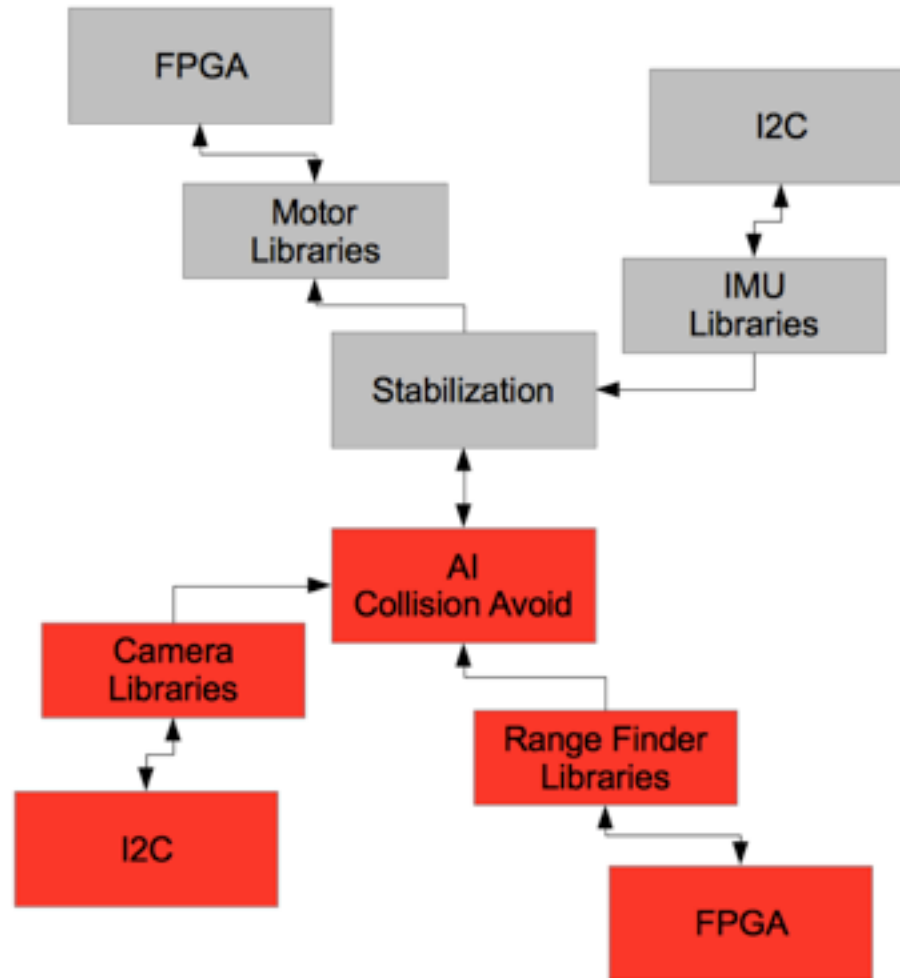 FPGA
I2C
Motor
Libraries
IMU
Libraries
Stabilization
AI
Collision Avoid
Camera
Libraries
Range Finder
Libraries
I2C
FPGA